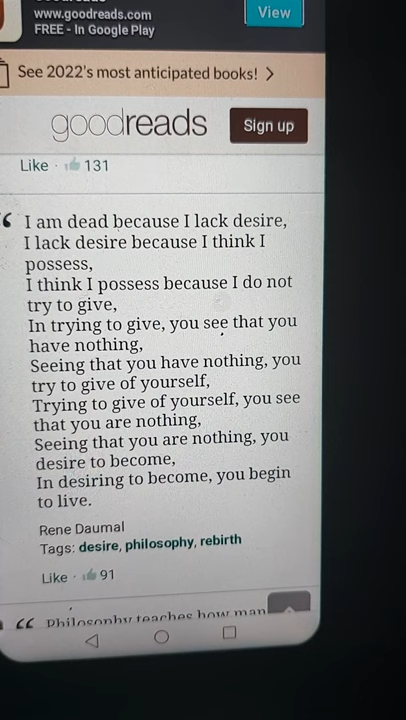 www.goodreads.com
FREE - In Google Play
View
See 2022's most anticipated books! >
goodreads
Sign up
Like · 131
“ I am dead because I lack desire,
I lack desire because I think I
possess,
I think I possess because I do not
try to give,
In trying to give, you see that you
have nothing,
Seeing that you have nothing, you
try to give of yourself,
Trying to give of yourself, you see
that you are nothing,
Seeing that you are nothing, you
desire to become,
In desiring to become, you begin
to live.
Rene Daumal
Tags: desire, philosophy, rebirth
Like · 91
“ Philosophy teaches how man